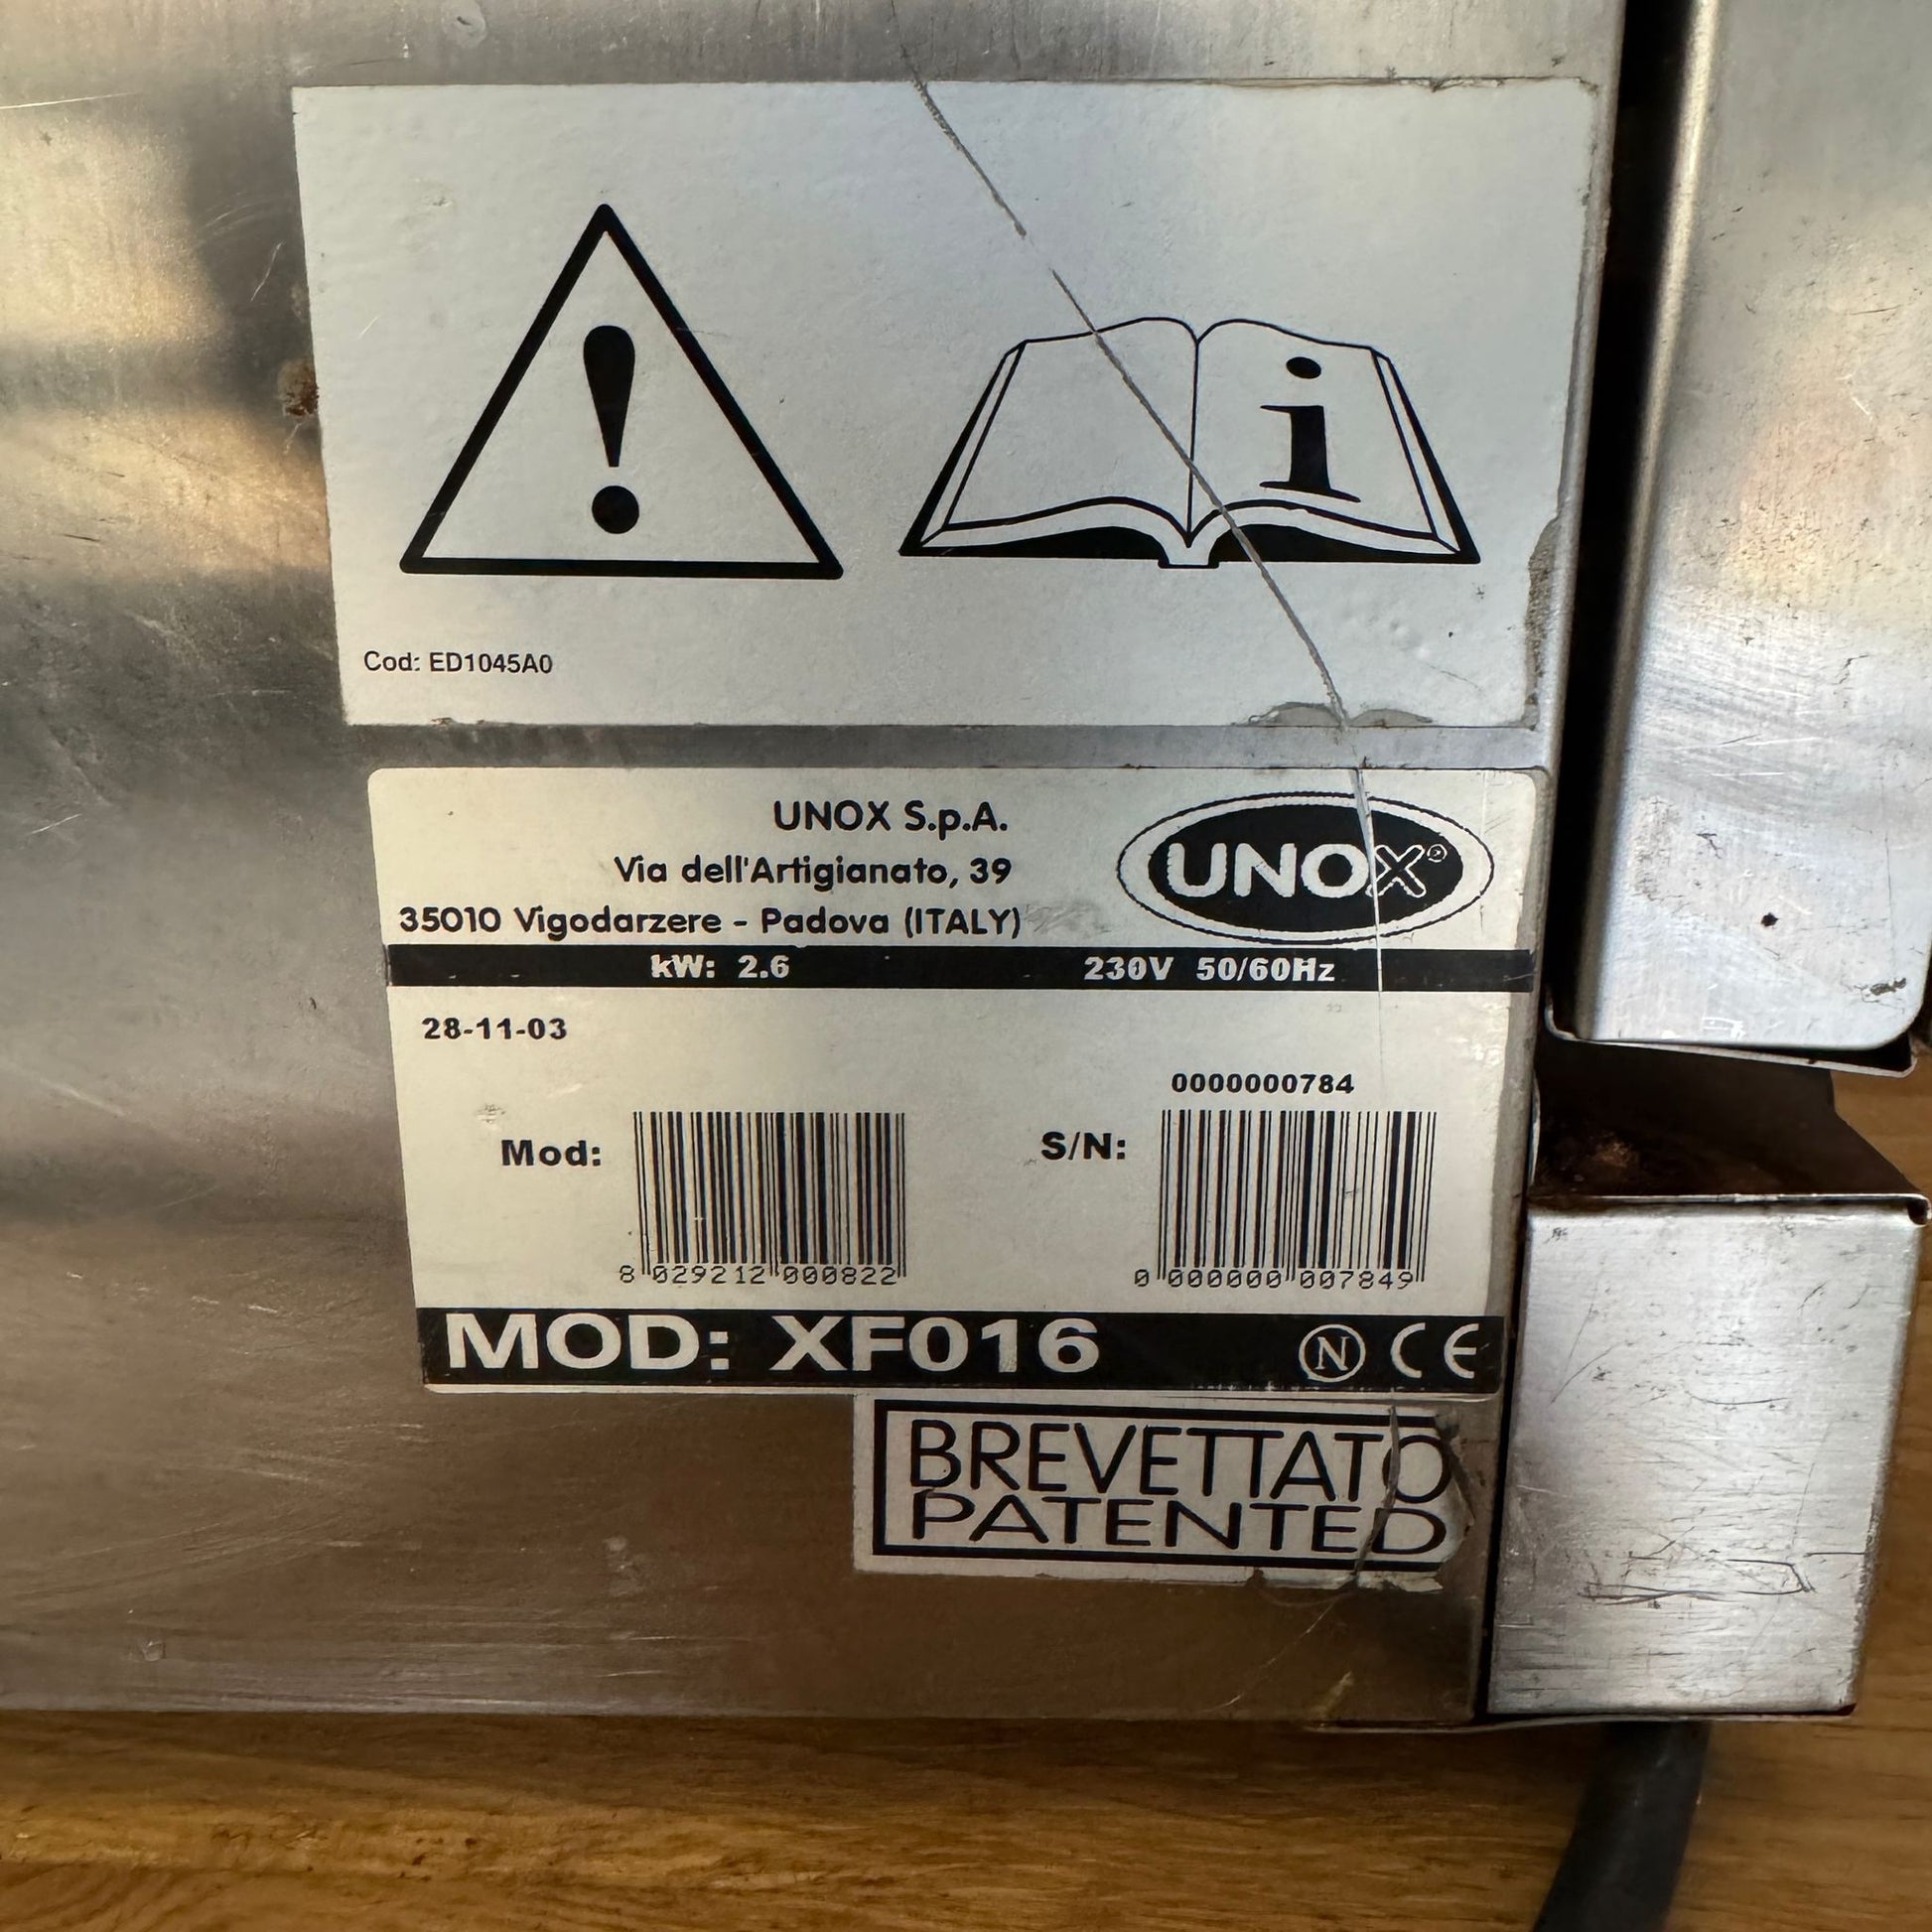 Cod: ED1045A0
UNOX S.p.A.
Via dell'Artigianato, 39
35010 Vigodarzere - Padova (ITALY)
UNOX®
kW: 2.6 230V 50/60Hz
28-11-03
0000000784
Mod: S/N:
8 029212 000822 0 000000 007849
MOD: XF016 N CE
BREVETTATO
PATENTED